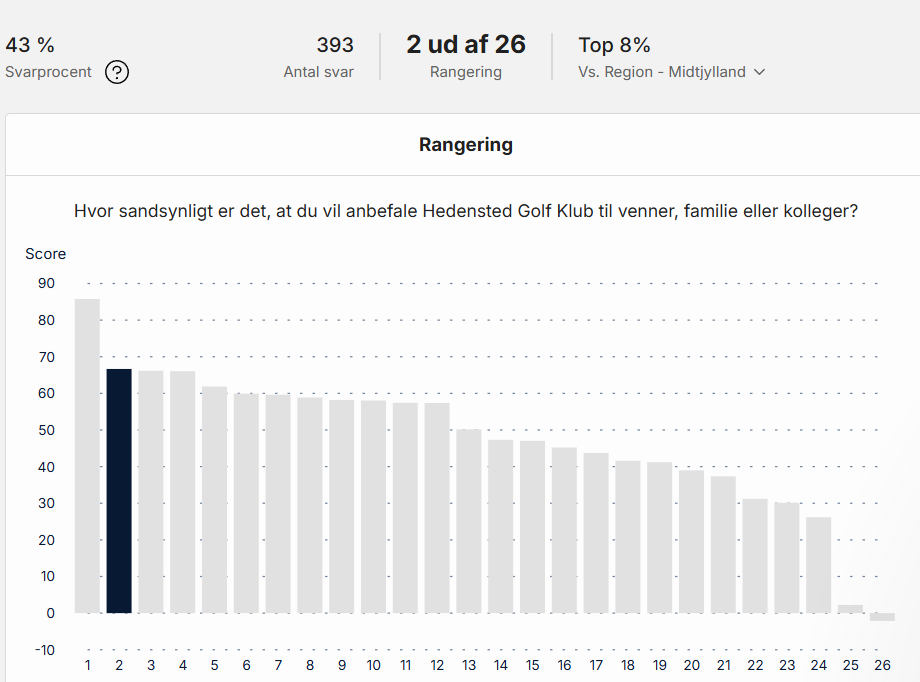 43 %
Svarprocent ?
393
Antal svar
2 ud af 26
Rangering
Top 8%
Vs. Region - Midtjylland
Rangering
Hvor sandsynligt er det, at du vil anbefale Hedensted Golf Klub til venner, familie eller kolleger?
Score
90
80
70
60
50
40
30
20
10
0
-10
1 2 3 4 5 6 7 8 9 10 11 12 13 14 15 16 17 18 19 20 21 22 23 24 25 26